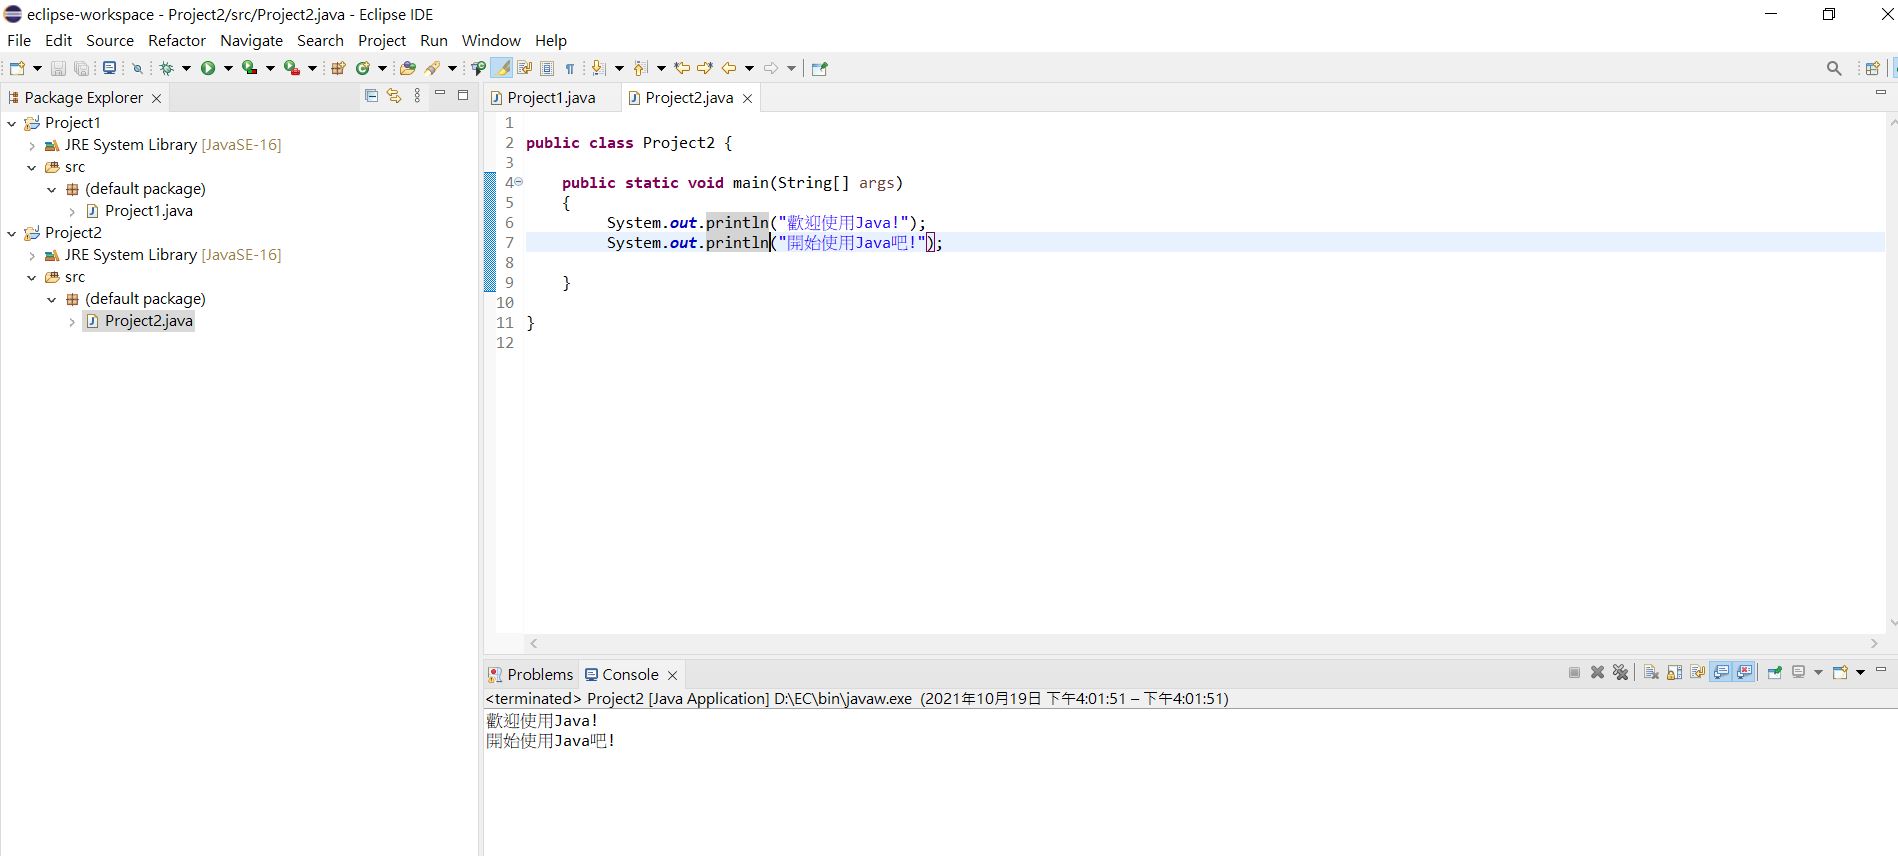 eclipse-workspace - Project2/src/Project2.java - Eclipse IDE
File Edit Source Refactor Navigate Search Project Run Window Help
Package Explorer
Project1
JRE System Library [JavaSE-16]
src
(default package)
Project1.java
Project2
JRE System Library [JavaSE-16]
src
(default package)
Project2.java
Project1.java Project2.java
1
2 public class Project2 {
3
4 public static void main(String[] args)
5 {
6 System.out.println("歡迎使用Java!");
7 System.out.println("開始使用Java吧!");
8
9 }
10
11 }
12
Problems Console
<terminated> Project2 [Java Application] D:\EC\bin\javaw.exe (2021年10月19日 下午4:01:51 – 下午4:01:51)
歡迎使用Java!
開始使用Java吧!